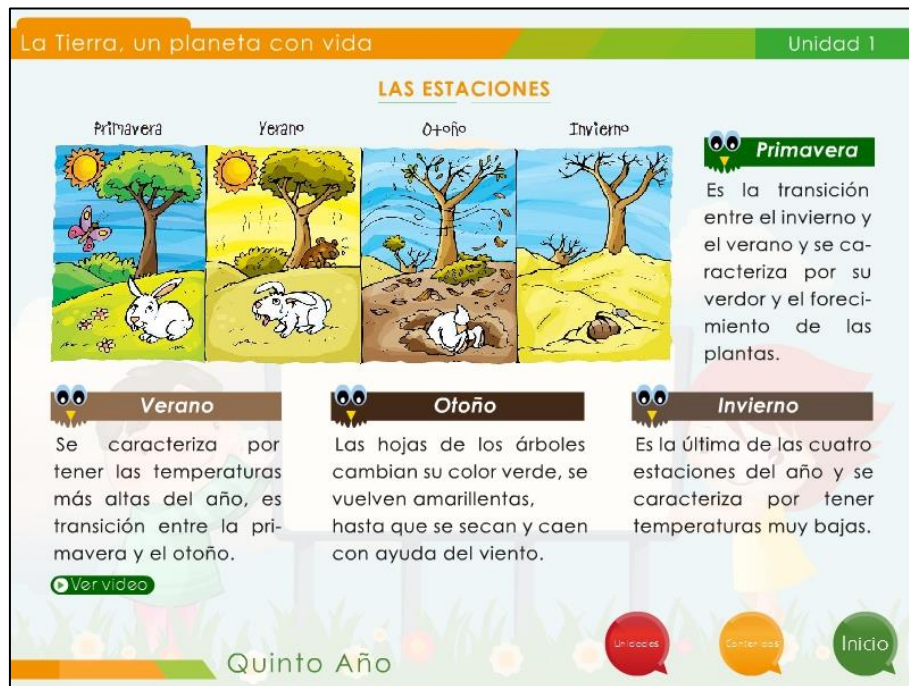 La Tierra, un planeta con vida
Unidad 1
LAS ESTACIONES
Primavera
Verano
Otoño
Invierno
Primavera
Es la transición
entre el invierno y
el verano y se ca-
racteriza por su
verdor y el foreci-
miento de las
plantas.
Verano
Se caracteriza por
tener las temperaturas
más altas del año, es
transición entre la pri-
mavera y el otoño.
Ver video
Otoño
Las hojas de los árboles
cambian su color verde, se
vuelven amarillentas,
hasta que se secan y caen
con ayuda del viento.
Invierno
Es la última de las cuatro
estaciones del año y se
caracteriza por tener
temperaturas muy bajas.
Quinto Año
Unidades
Contenidos
Inicio